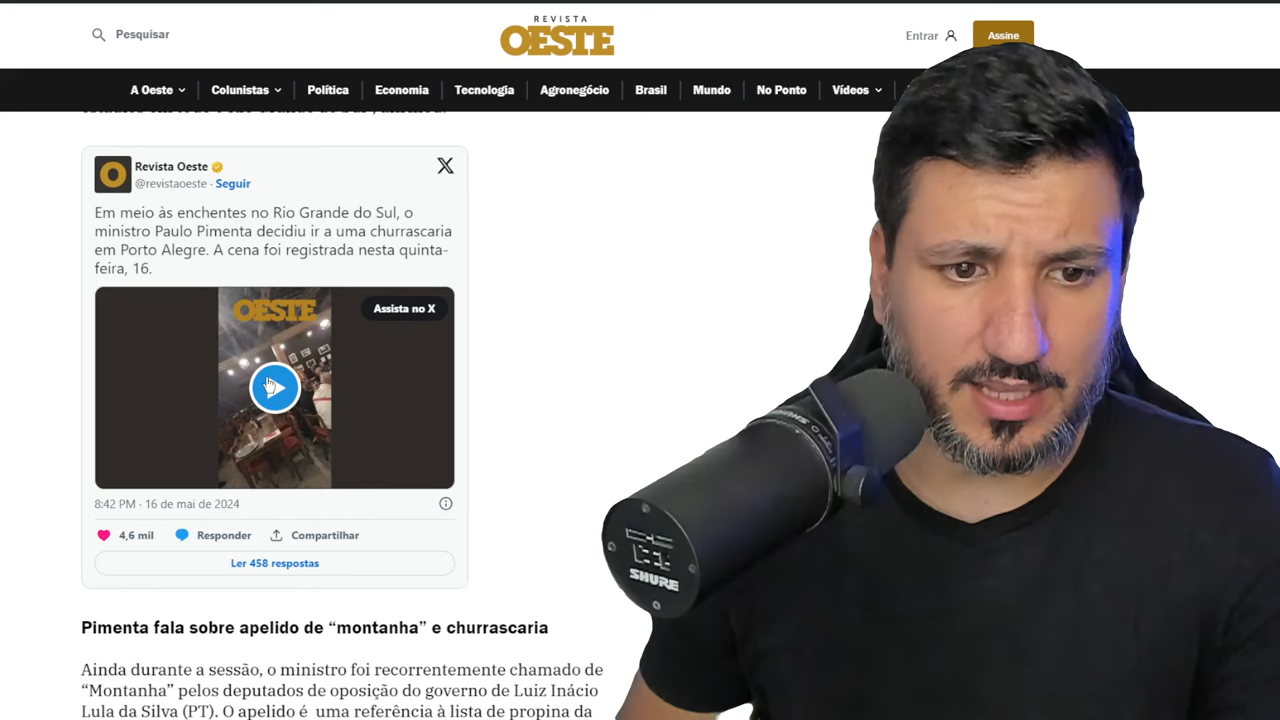 Pesquisar
REVISTA
OESTE
Entrar
Assine
A Oeste
Colunistas
Política
Economia
Tecnologia
Agronegócio
Brasil
Mundo
No Ponto
Vídeos
Revista Oeste
@revistaoeste · Seguir
Em meio às enchentes no Rio Grande do Sul, o
ministro Paulo Pimenta decidiu ir a uma churrascaria
em Porto Alegre. A cena foi registrada nesta quinta-
feira, 16.
OESTE
Assista no X
8:42 PM · 16 de mai de 2024
4,6 mil
Responder
Compartilhar
Ler 458 respostas
Pimenta fala sobre apelido de “montanha” e churrascaria
Ainda durante a sessão, o ministro foi recorrentemente chamado de
“Montanha” pelos deputados de oposição do governo de Luiz Inácio
Lula da Silva (PT). O apelido é uma referência à lista de propina da
SHURE